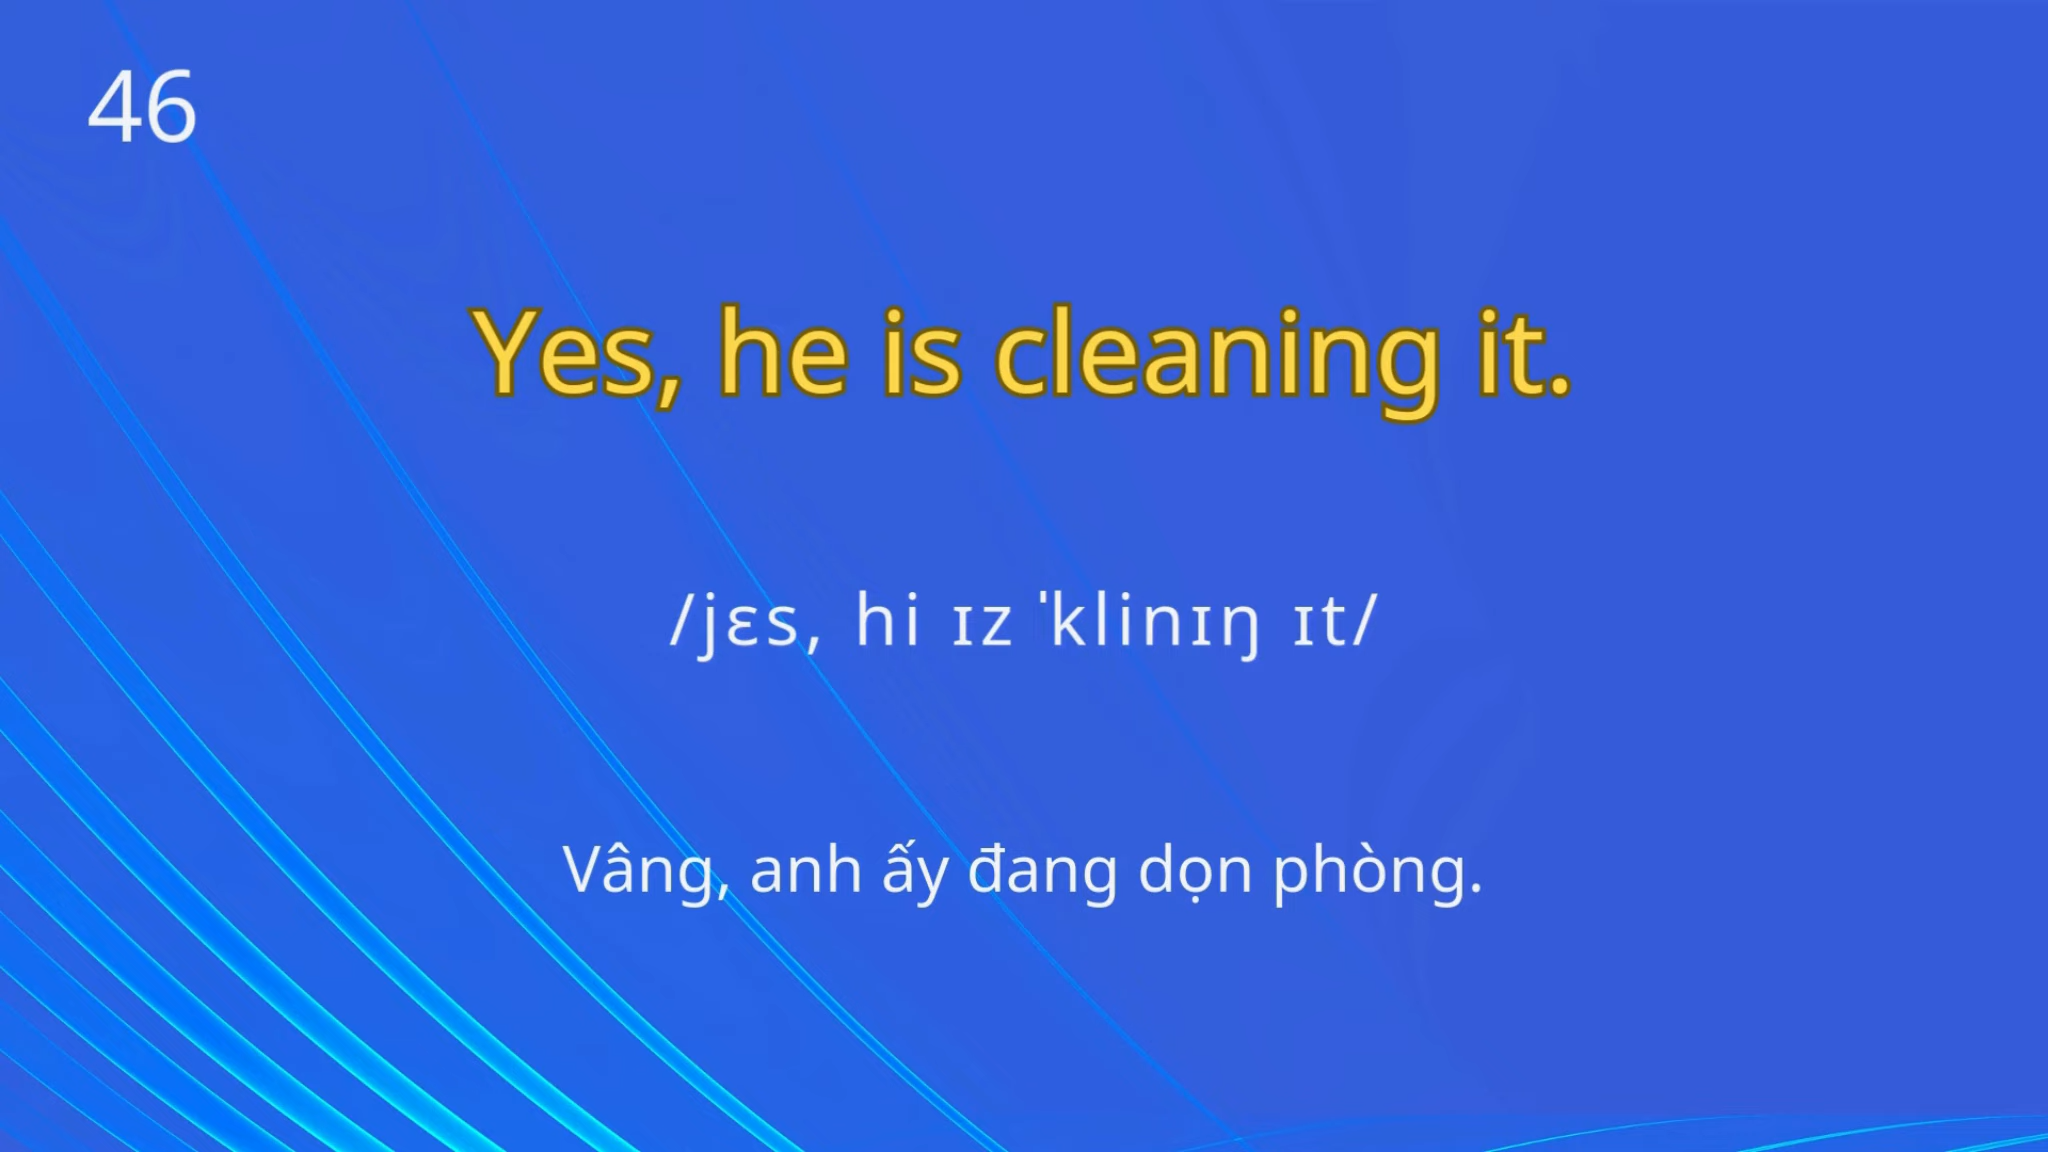 46
Yes, he is cleaning it.
/jɛs, hi ɪz ˈklinɪŋ ɪt/
Vâng, anh ấy đang dọn phòng.